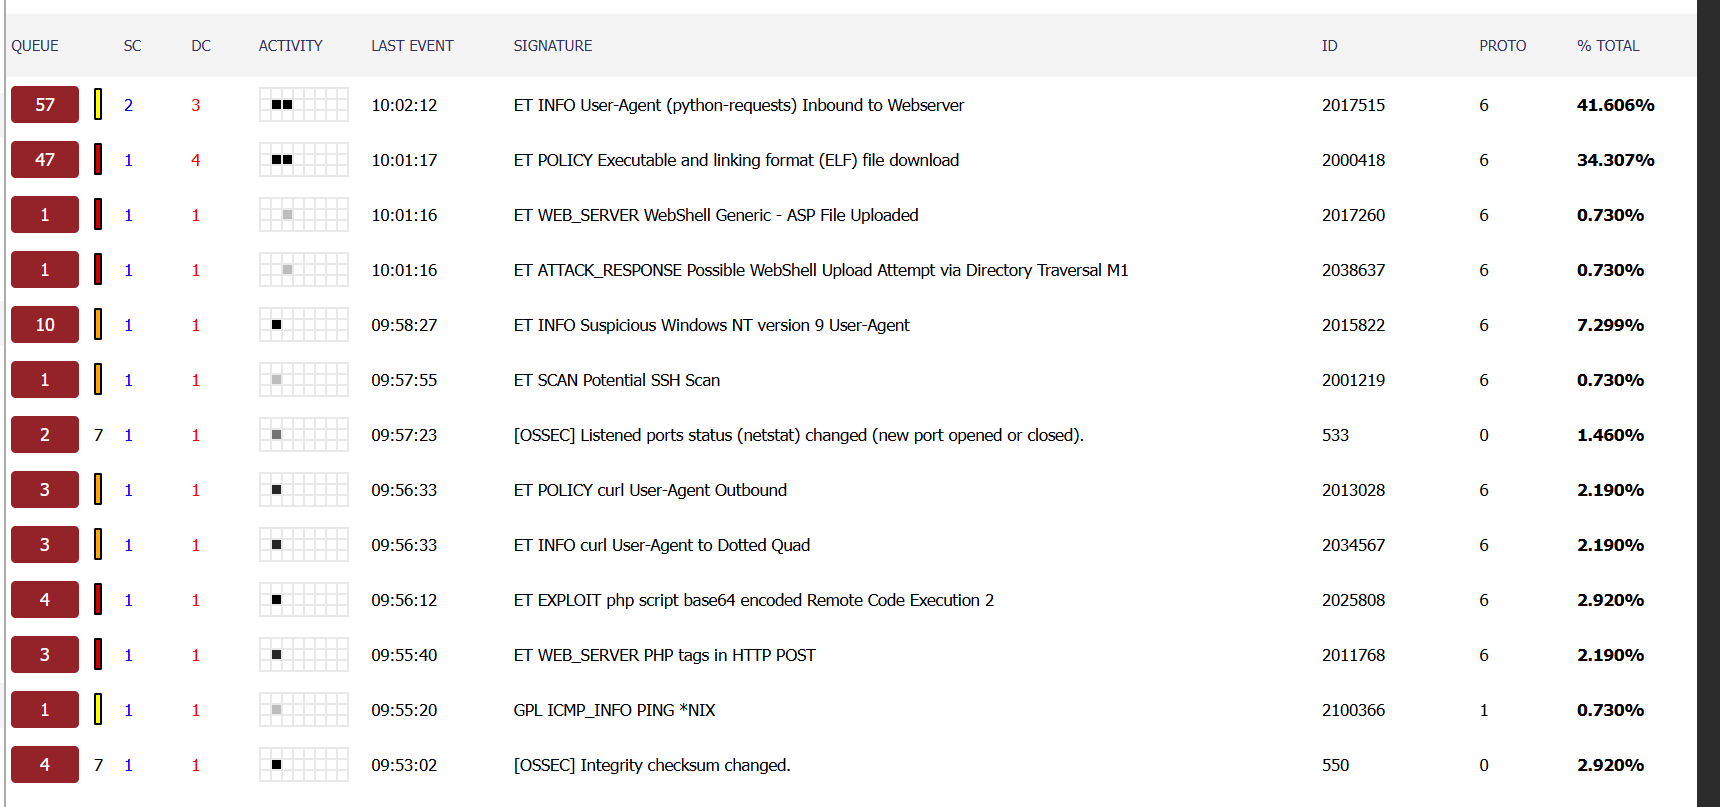 QUEUE SC DC ACTIVITY LAST EVENT SIGNATURE ID PROTO % TOTAL
57 2 3 10:02:12 ET INFO User-Agent (python-requests) Inbound to Webserver 2017515 6 41.606%
47 1 4 10:01:17 ET POLICY Executable and linking format (ELF) file download 2000418 6 34.307%
1 1 1 10:01:16 ET WEB_SERVER WebShell Generic - ASP File Uploaded 2017260 6 0.730%
1 1 1 10:01:16 ET ATTACK_RESPONSE Possible WebShell Upload Attempt via Directory Traversal M1 2038637 6 0.730%
10 1 1 09:58:27 ET INFO Suspicious Windows NT version 9 User-Agent 2015822 6 7.299%
1 1 1 09:57:55 ET SCAN Potential SSH Scan 2001219 6 0.730%
2 7 1 1 09:57:23 [OSSEC] Listened ports status (netstat) changed (new port opened or closed). 533 0 1.460%
3 1 1 09:56:33 ET POLICY curl User-Agent Outbound 2013028 6 2.190%
3 1 1 09:56:33 ET INFO curl User-Agent to Dotted Quad 2034567 6 2.190%
4 1 1 09:56:12 ET EXPLOIT php script base64 encoded Remote Code Execution 2 2025808 6 2.920%
3 1 1 09:55:40 ET WEB_SERVER PHP tags in HTTP POST 2011768 6 2.190%
1 1 1 09:55:20 GPL ICMP_INFO PING *NIX 2100366 1 0.730%
4 7 1 1 09:53:02 [OSSEC] Integrity checksum changed. 550 0 2.920%